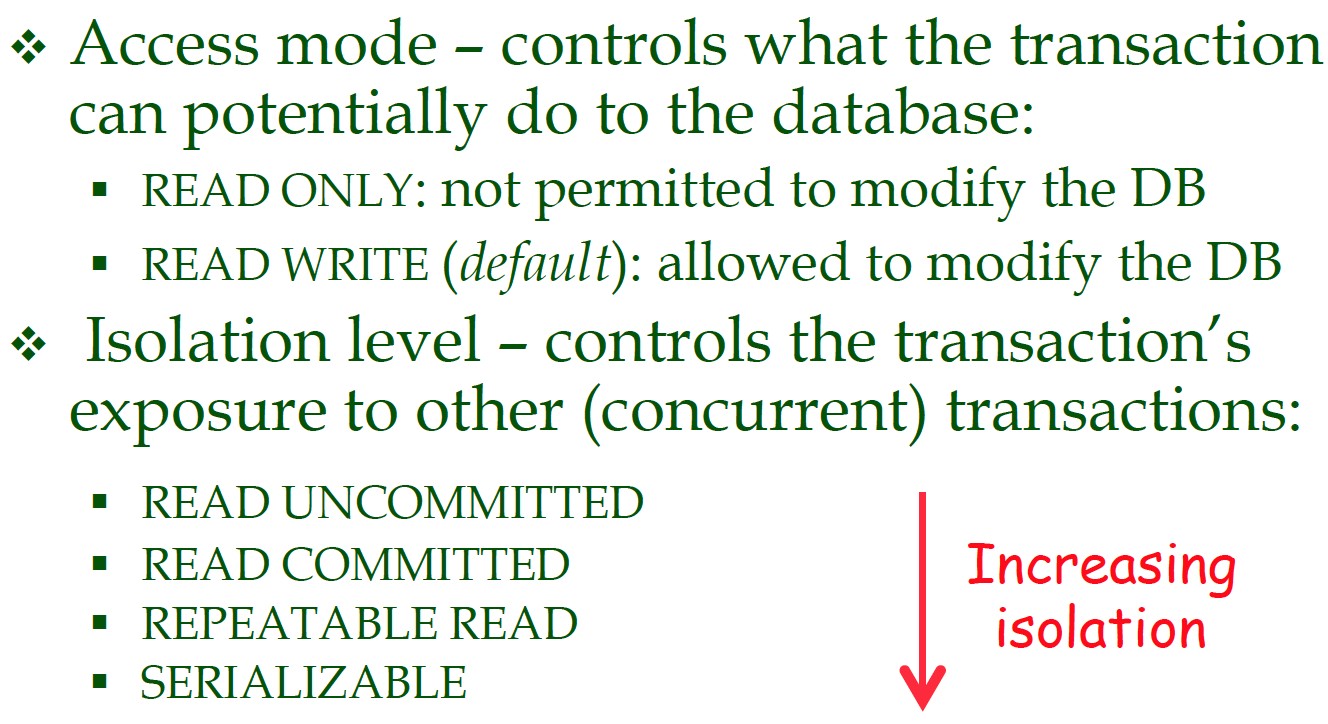 ❖ Access mode – controls what the transaction
can potentially do to the database:
▪ READ ONLY: not permitted to modify the DB
▪ READ WRITE (default): allowed to modify the DB
❖ Isolation level – controls the transaction’s
exposure to other (concurrent) transactions:
▪ READ UNCOMMITTED
▪ READ COMMITTED
▪ REPEATABLE READ
▪ SERIALIZABLE
Increasing
isolation